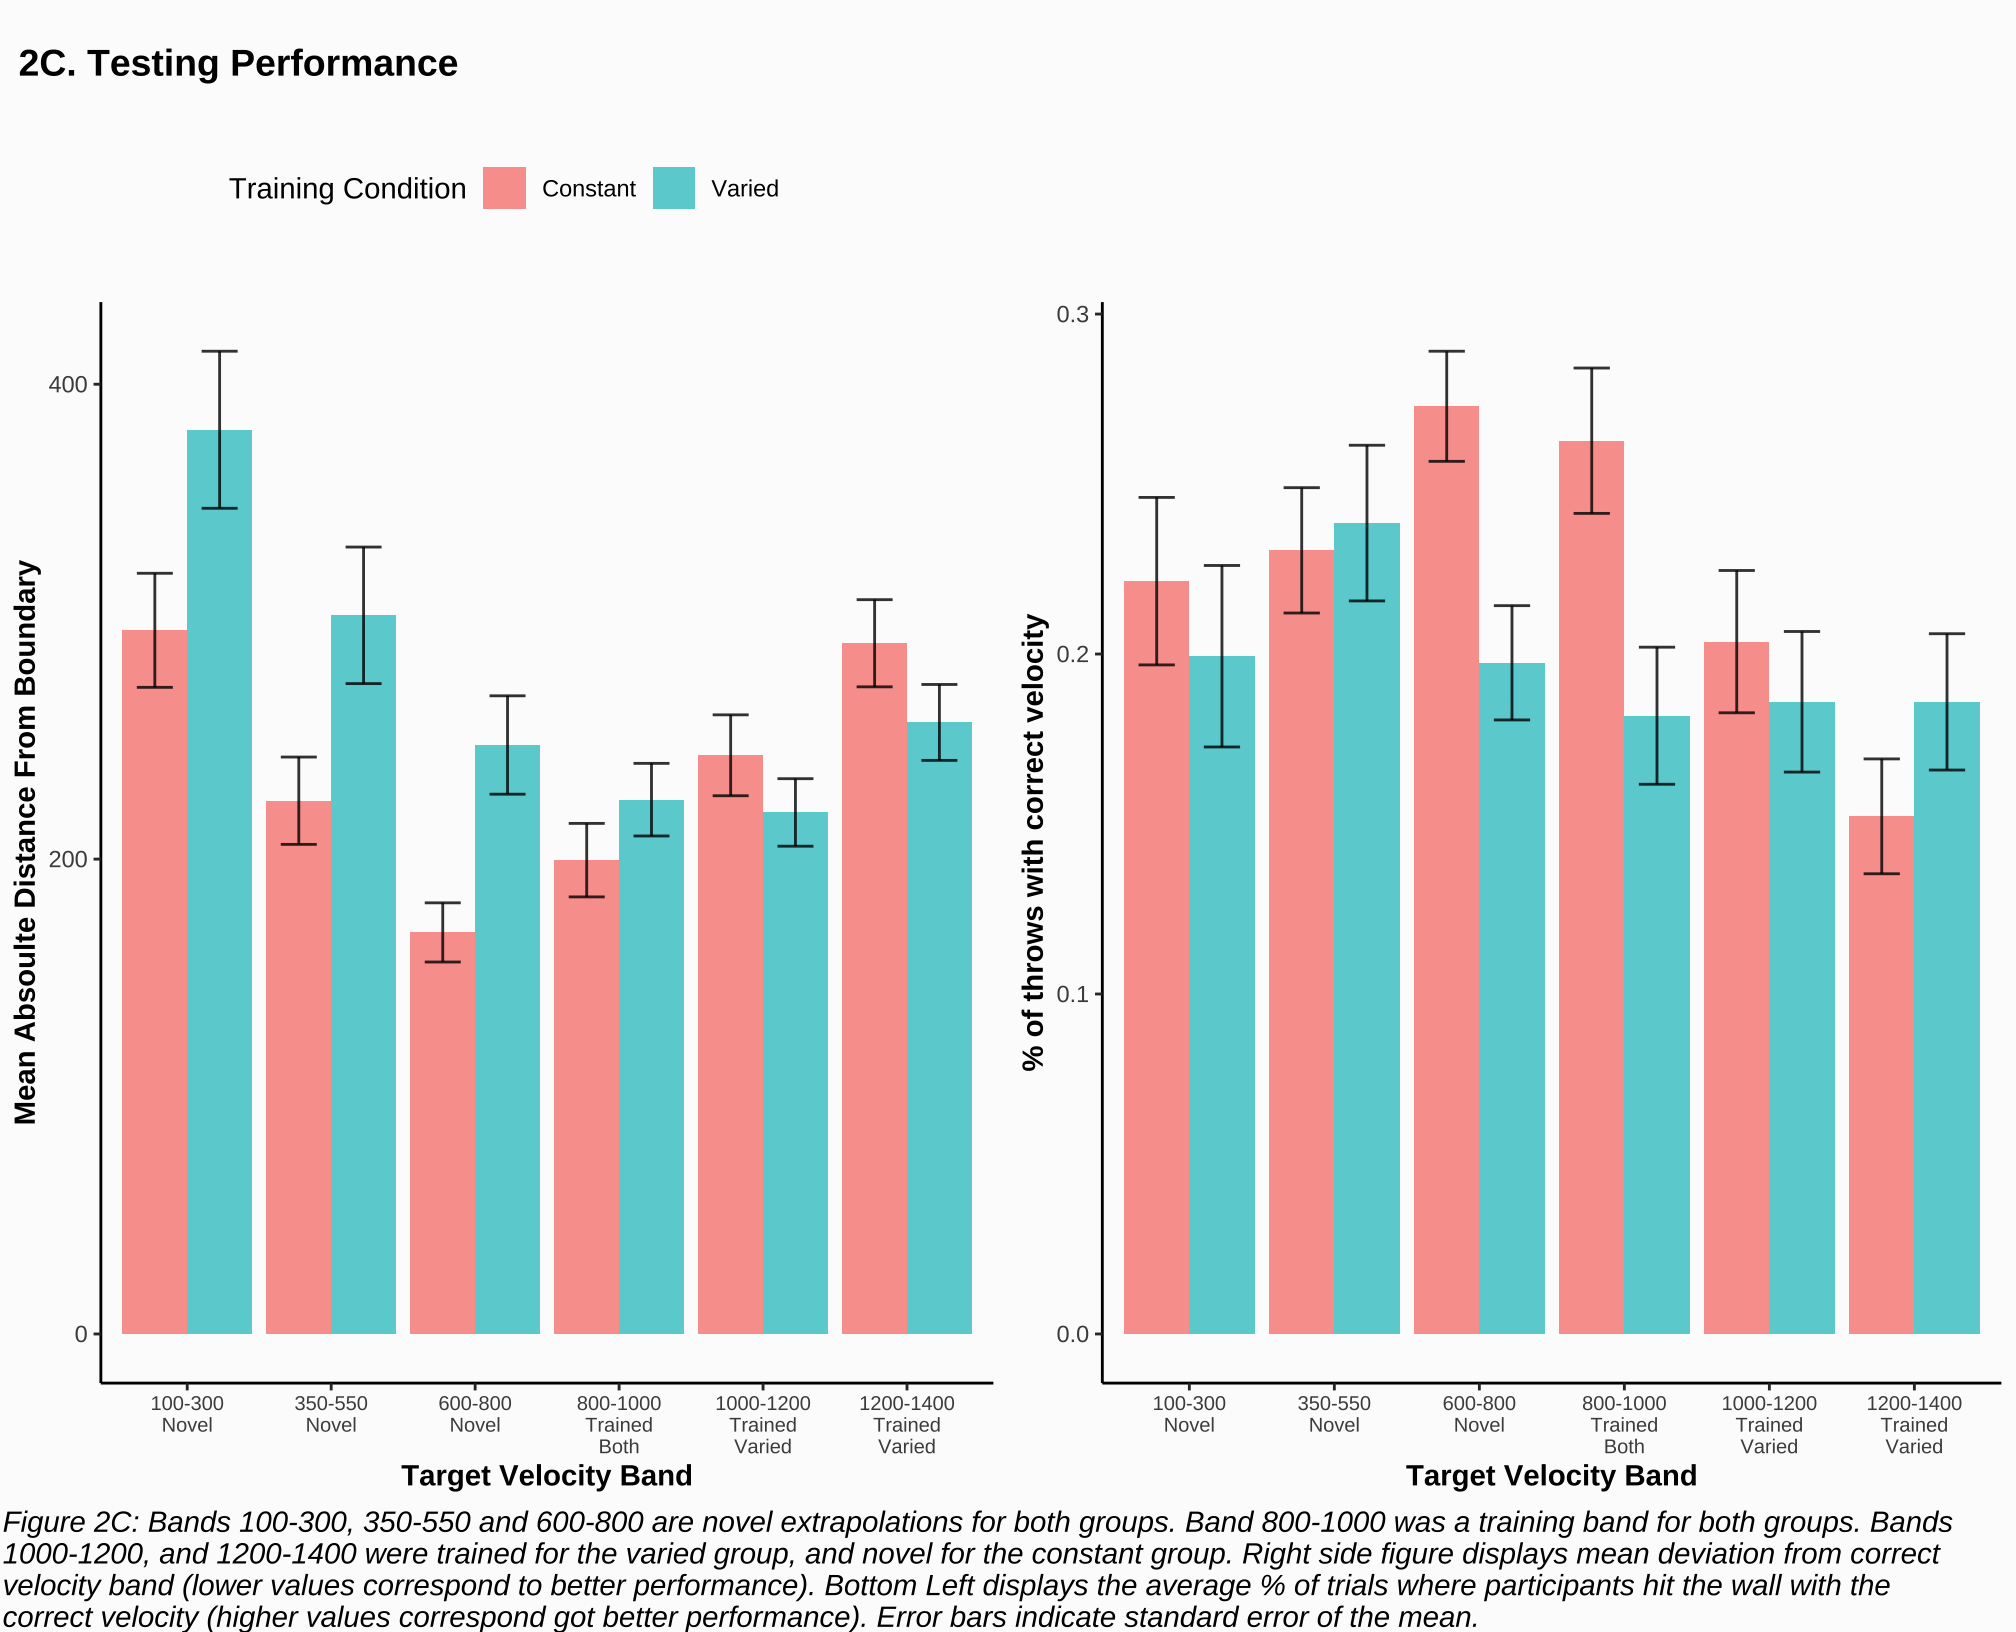 2C. Testing Performance
Training Condition Constant Varied
Mean Absoulte Distance From Boundary
400
200
0
100-300 350-550 600-800 800-1000 1000-1200 1200-1400
Novel Novel Novel Trained Trained Trained
Both Varied Varied
Target Velocity Band
% of throws with correct velocity
0.3
0.2
0.1
0.0
100-300 350-550 600-800 800-1000 1000-1200 1200-1400
Novel Novel Novel Trained Trained Trained
Both Varied Varied
Target Velocity Band
Figure 2C: Bands 100-300, 350-550 and 600-800 are novel extrapolations for both groups. Band 800-1000 was a training band for both groups. Bands
1000-1200, and 1200-1400 were trained for the varied group, and novel for the constant group. Right side figure displays mean deviation from correct
velocity band (lower values correspond to better performance). Bottom Left displays the average % of trials where participants hit the wall with the
correct velocity (higher values correspond got better performance). Error bars indicate standard error of the mean.